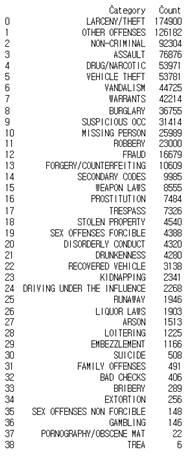 Category Count
0 LARCENY/THEFT 174900
1 OTHER OFFENSES 126182
2 NON-CRIMINAL 92304
3 ASSAULT 76876
4 DRUG/NARCOTIC 53971
5 VEHICLE THEFT 53781
6 VANDALISM 44725
7 WARRANTS 42214
8 BURGLARY 36755
9 SUSPICIOUS OCC 31414
10 MISSING PERSON 25989
11 ROBBERY 23000
12 FRAUD 16679
13 FORGERY/COUNTERFEITING 10609
14 SECONDARY CODES 9985
15 WEAPON LAWS 8555
16 PROSTITUTION 7484
17 TRESPASS 7326
18 STOLEN PROPERTY 4540
19 SEX OFFENSES FORCIBLE 4388
20 DISORDERLY CONDUCT 4320
21 DRUNKENNESS 4280
22 RECOVERED VEHICLE 3138
23 KIDNAPPING 2341
24 DRIVING UNDER THE INFLUENCE 2268
25 RUNAWAY 1946
26 LIQUOR LAWS 1903
27 ARSON 1513
28 LOITERING 1225
29 EMBEZZLEMENT 1166
30 SUICIDE 508
31 FAMILY OFFENSES 491
32 BAD CHECKS 406
33 BRIBERY 289
34 EXTORTION 256
35 SEX OFFENSES NON FORCIBLE 148
36 GAMBLING 146
37 PORNOGRAPHY/OBSCENE MAT 22
38 TREA 6